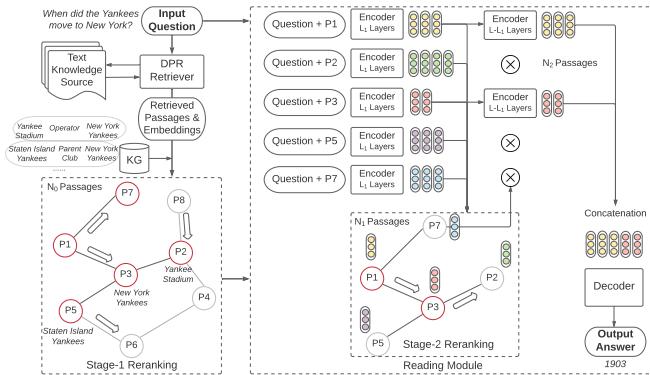 When did the Yankees
move to New York?
Input
Question
Text
Knowledge
Source
DPR
Retriever
Retrieved
Passages &
Embeddings
Yankee
Stadium
Operator
New York
Yankees
Staten Island
Yankees
Parent
Club
New York
Yankees
......
KG
N0 Passages
P7
P8
P1
P2
Yankee
Stadium
P3
New York
Yankees
P4
P5
Staten Island
Yankees
P6
Stage-1 Reranking
Question + P1
Encoder
L1 Layers
Encoder
L-L1 Layers
Question + P2
Encoder
L1 Layers
N2 Passages
Question + P3
Encoder
L1 Layers
Encoder
L-L1 Layers
Question + P5
Encoder
L1 Layers
Question + P7
Encoder
L1 Layers
N1 Passages
P7
P1
P2
P3
P5
Stage-2 Reranking
Reading Module
Concatenation
Decoder
Output
Answer
1903